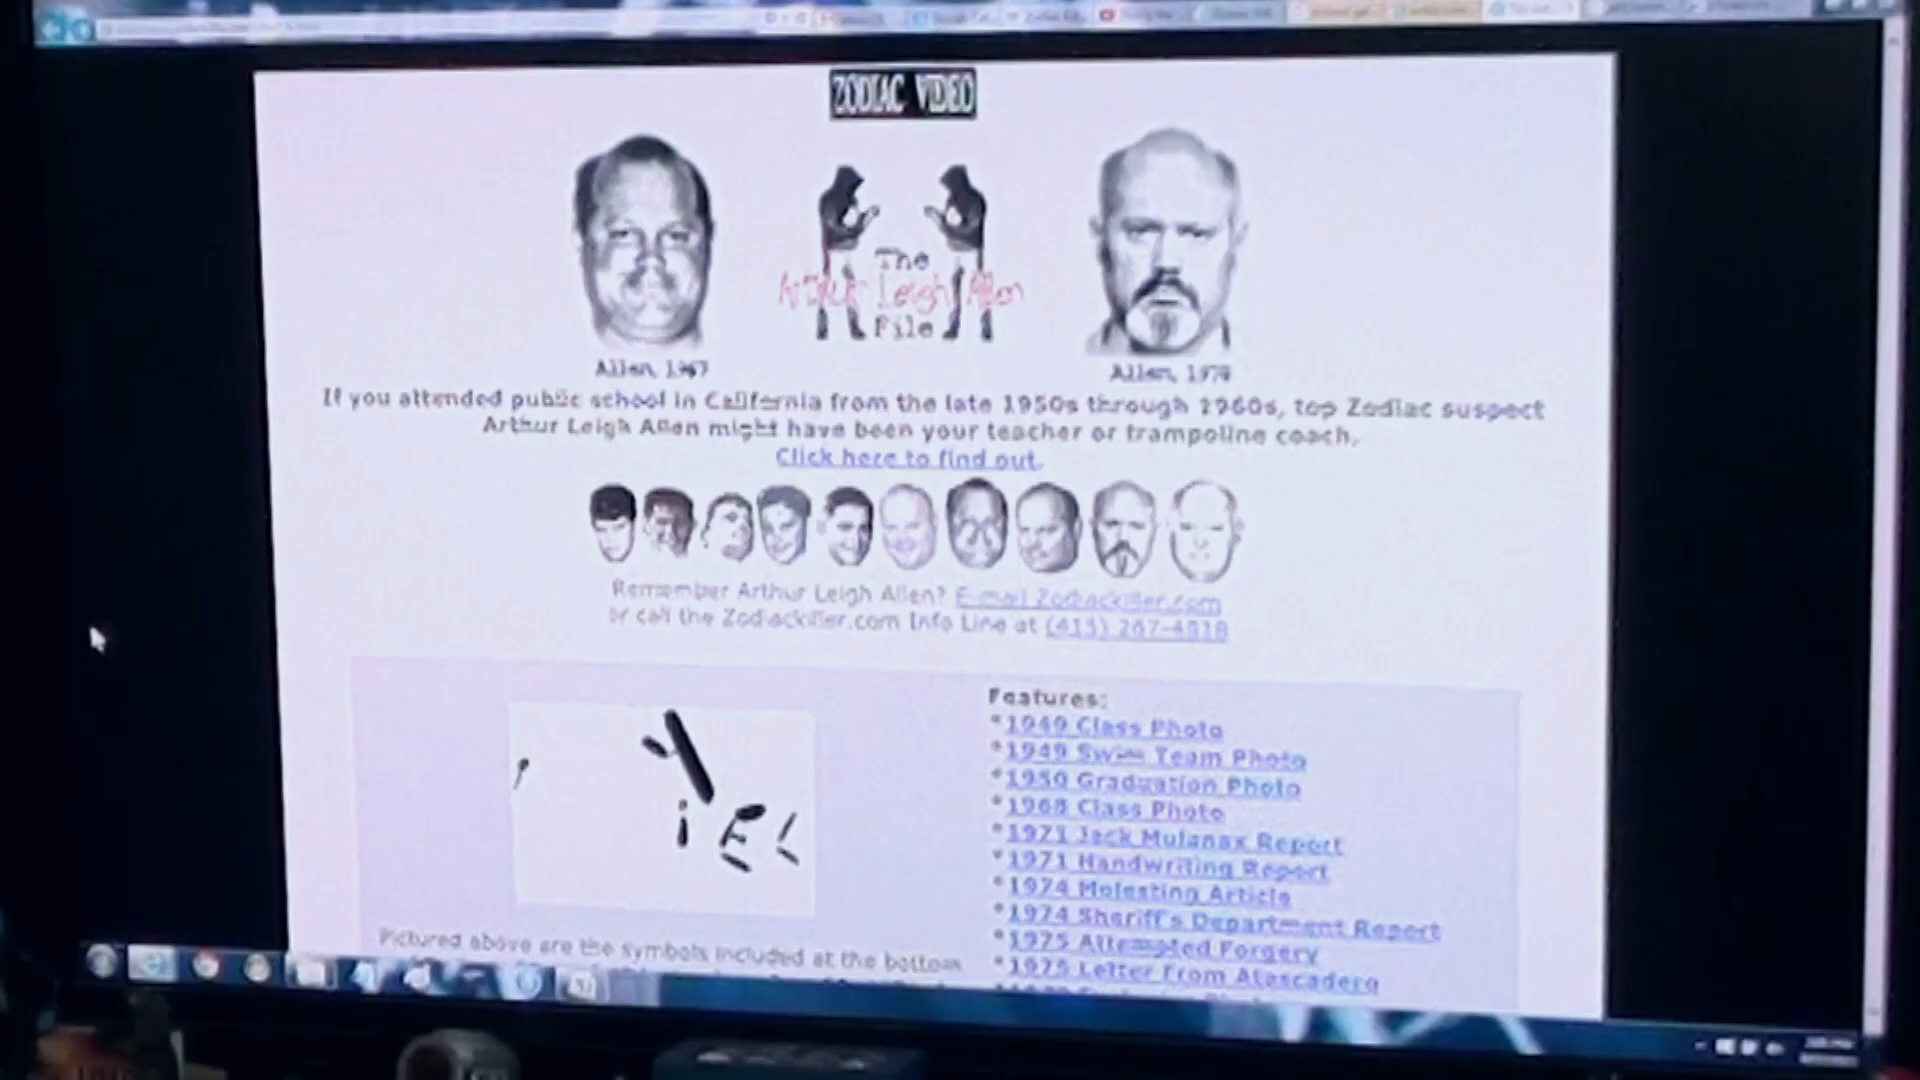 ZODIAC VIDEO
The
Arthur Leigh Allen
File
Allen, 1967
Allen, 197
If you attended public school in California from the late 1950s through 1960s, top Zodiac suspect
Arthur Leigh Allen might have been your teacher or trampoline coach.
Click here to find out.
Remember Arthur Leigh Allen? E-mail Zodiackiller.com
or call the Zodiackiller.com Info Line at (415) 267-4818
Features:
*1949 Class Photo
*1949 Swim Team Photo
*1950 Graduation Photo
*1968 Class Photo
*1971 Jack Mulanax Report
*1971 Handwriting Report
*1974 Molesting Article
*1974 Sheriff's Department Report
*1975 Attempted Forgery
*1975 Letter From Atascadero
Pictured above are the symbols included at the bottom